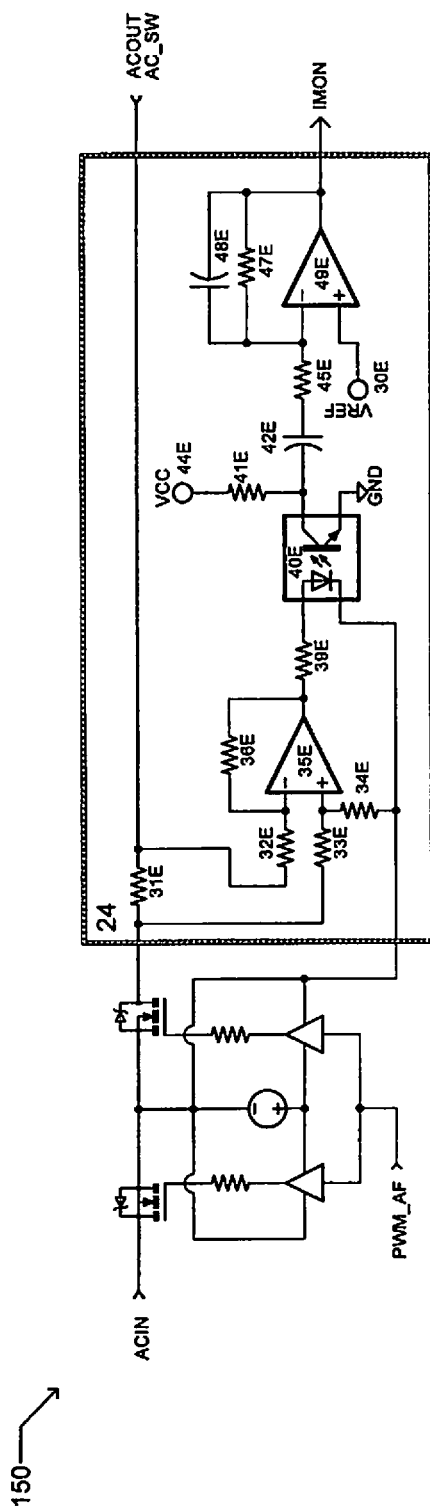 150
ACIN
PWM_AF
24
31E
32E
33E
34E
35E
36E
39E
40E
GND
VCC
44E
41E
42E
45E
VREF
30E
48E
47E
49E
ACOUT
AC_SW
IMON
-
+
-
+
-
+